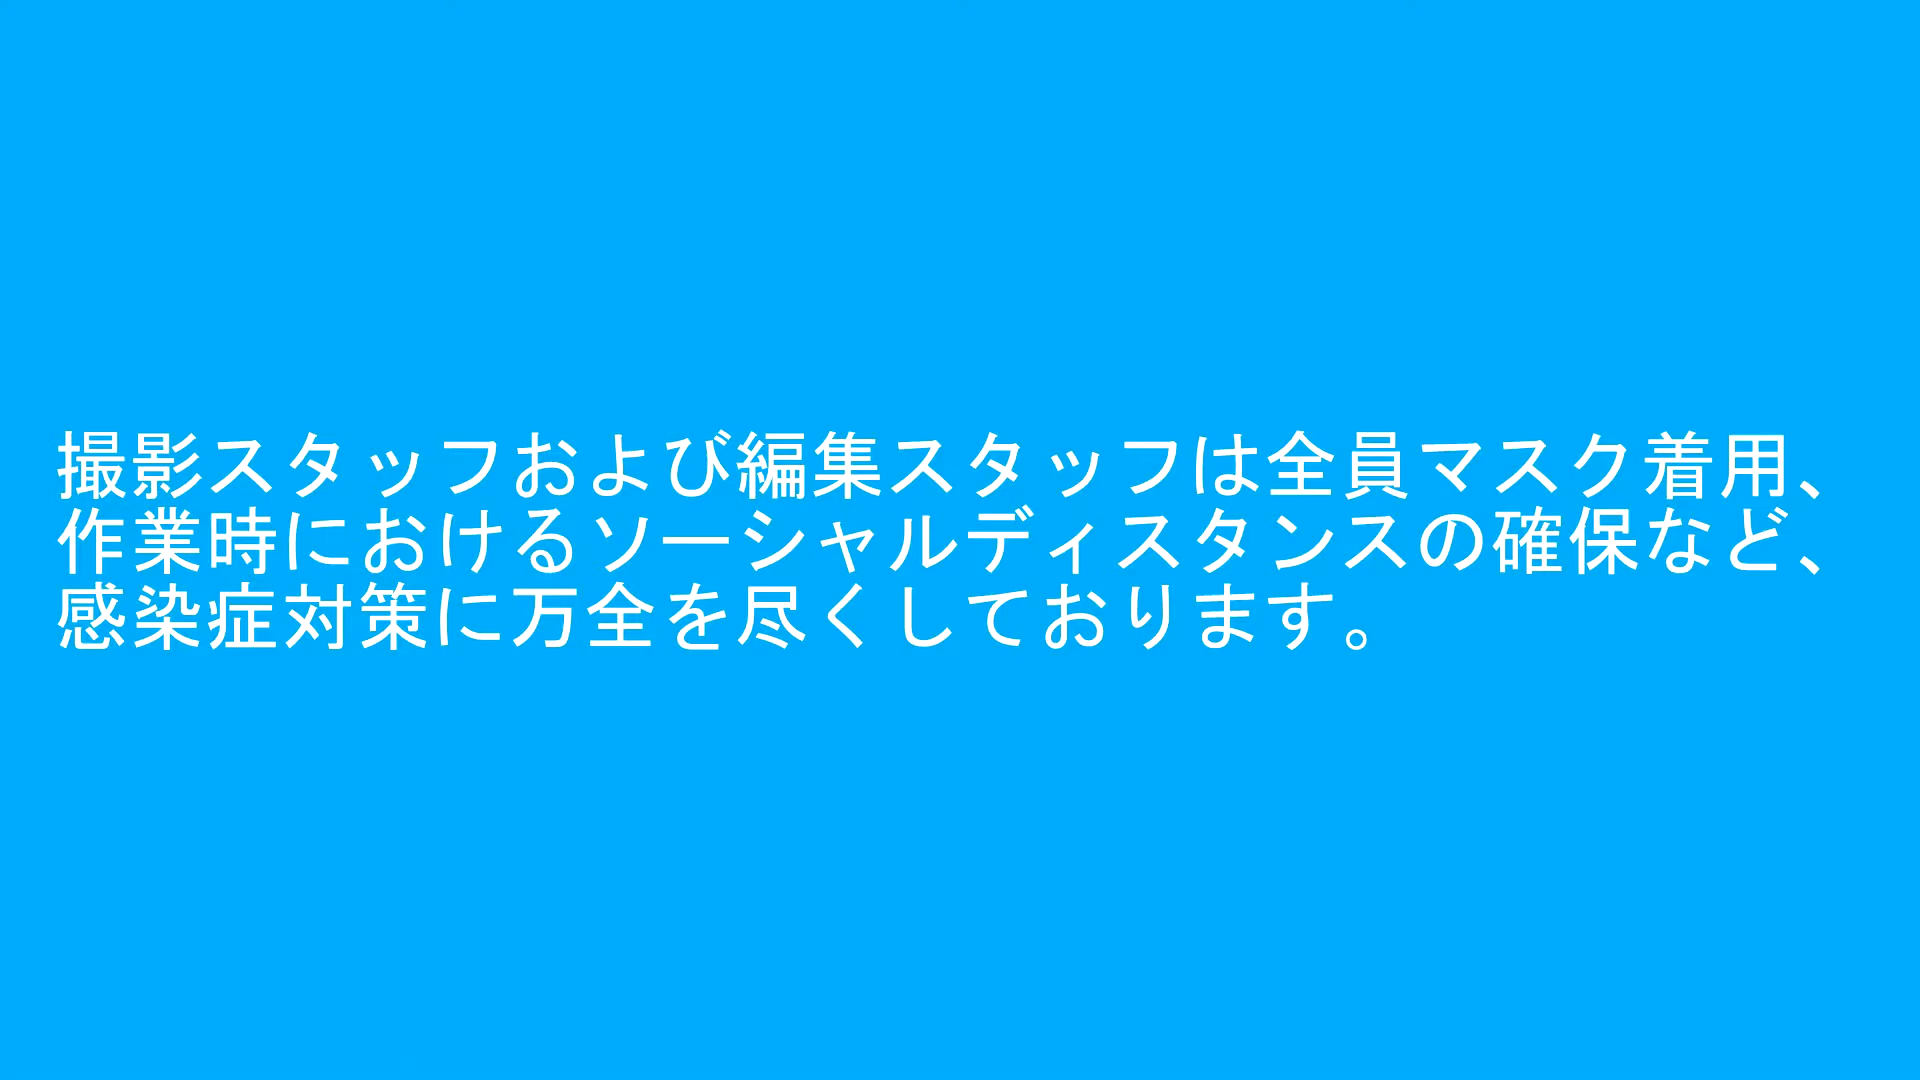 撮影スタッフおよび編集スタッフは全員マスク着用、
作業時におけるソーシャルディスタンスの確保など、
感染症対策に万全を尽くしております。